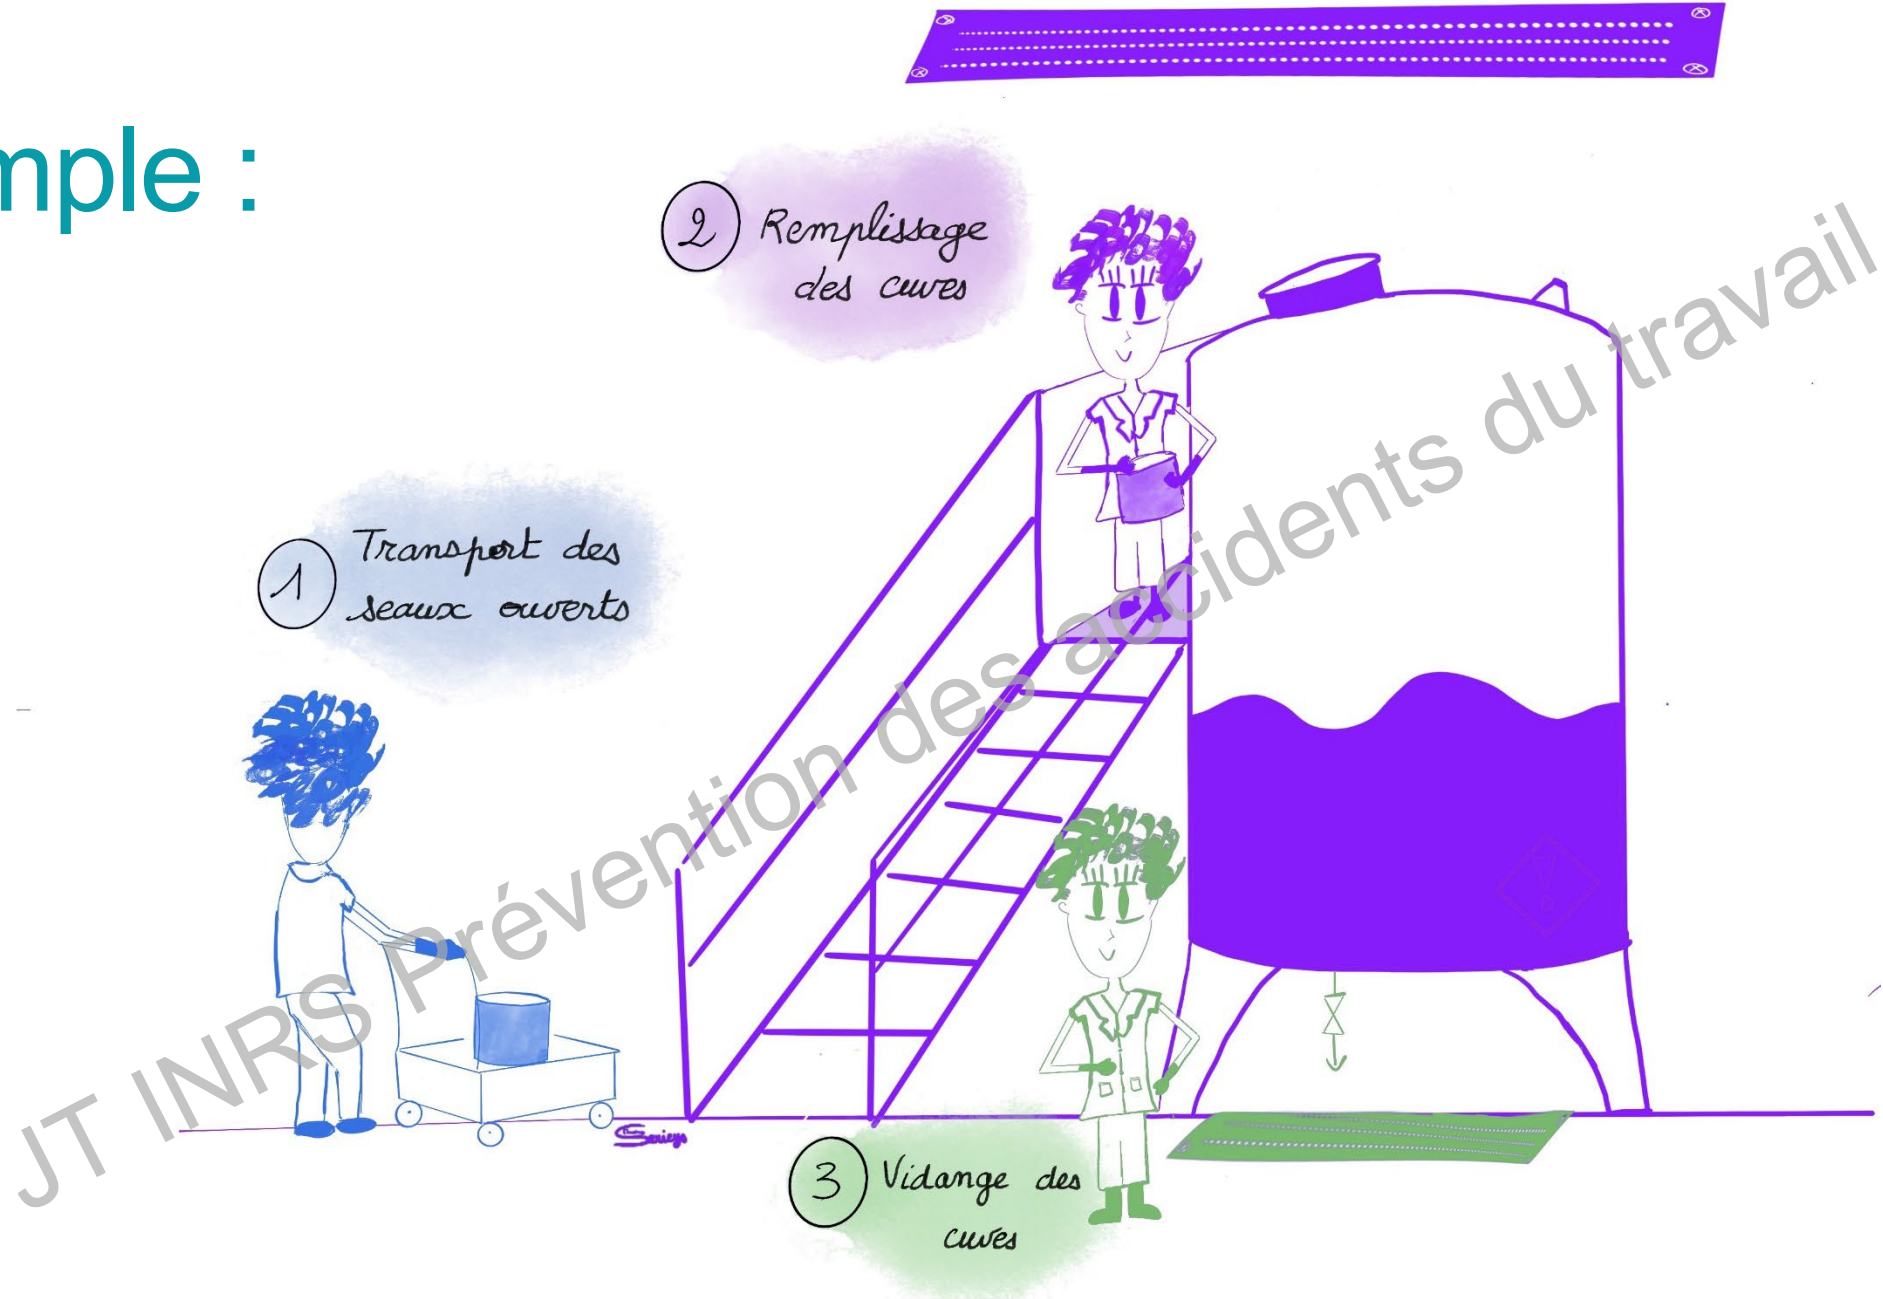 mple :
2 Remplissage
des cuves
1 Transport des
seaux ouverts
3 Vidange des
cuves
JT INRS Prévention des accidents du travail